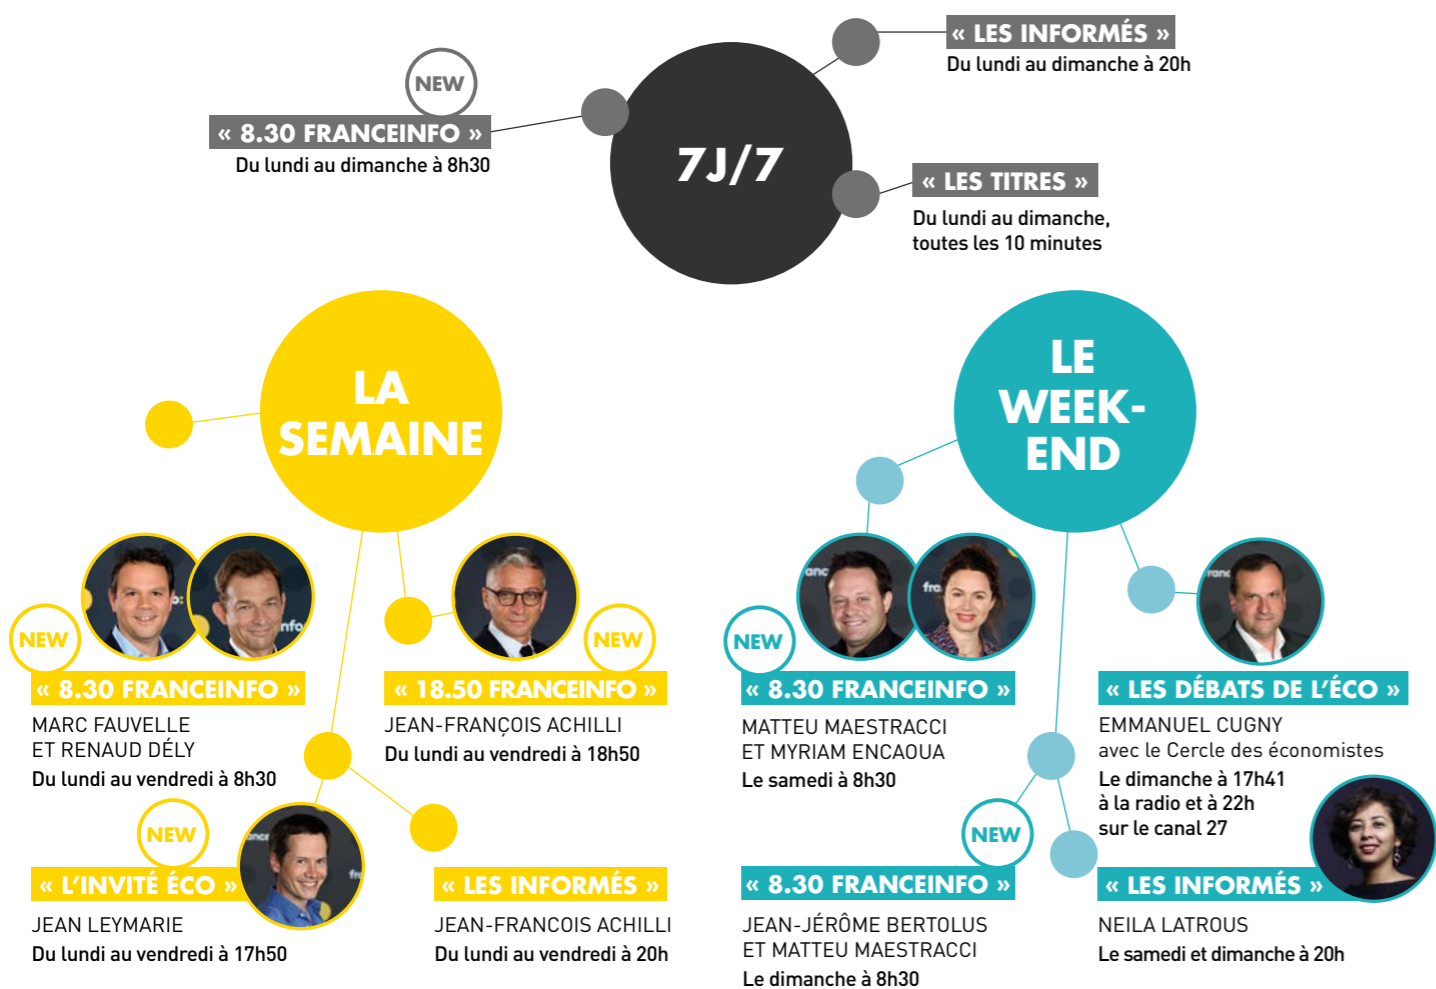 NEW
« 8.30 FRANCEINFO »
Du lundi au dimanche à 8h30
7J/7
« LES INFORMÉS »
Du lundi au dimanche à 20h
« LES TITRES »
Du lundi au dimanche,
toutes les 10 minutes
LA
SEMAINE
NEW
« 8.30 FRANCEINFO »
MARC FAUVELLE
ET RENAUD DÉLY
Du lundi au vendredi à 8h30
NEW
« 18.50 FRANCEINFO »
JEAN-FRANÇOIS ACHILLI
Du lundi au vendredi à 18h50
NEW
« L'INVITÉ ÉCO »
JEAN LEYMARIE
Du lundi au vendredi à 17h50
« LES INFORMÉS »
JEAN-FRANCOIS ACHILLI
Du lundi au vendredi à 20h
LE
WEEK-
END
NEW
« 8.30 FRANCEINFO »
MATTEU MAESTRACCI
ET MYRIAM ENCAOUA
Le samedi à 8h30
« LES DÉBATS DE L'ÉCO »
EMMANUEL CUGNY
avec le Cercle des économistes
Le dimanche à 17h41
à la radio et à 22h
sur le canal 27
NEW
« 8.30 FRANCEINFO »
JEAN-JÉRÔME BERTOLUS
ET MATTEU MAESTRACCI
Le dimanche à 8h30
« LES INFORMÉS »
NEILA LATROUS
Le samedi et dimanche à 20h